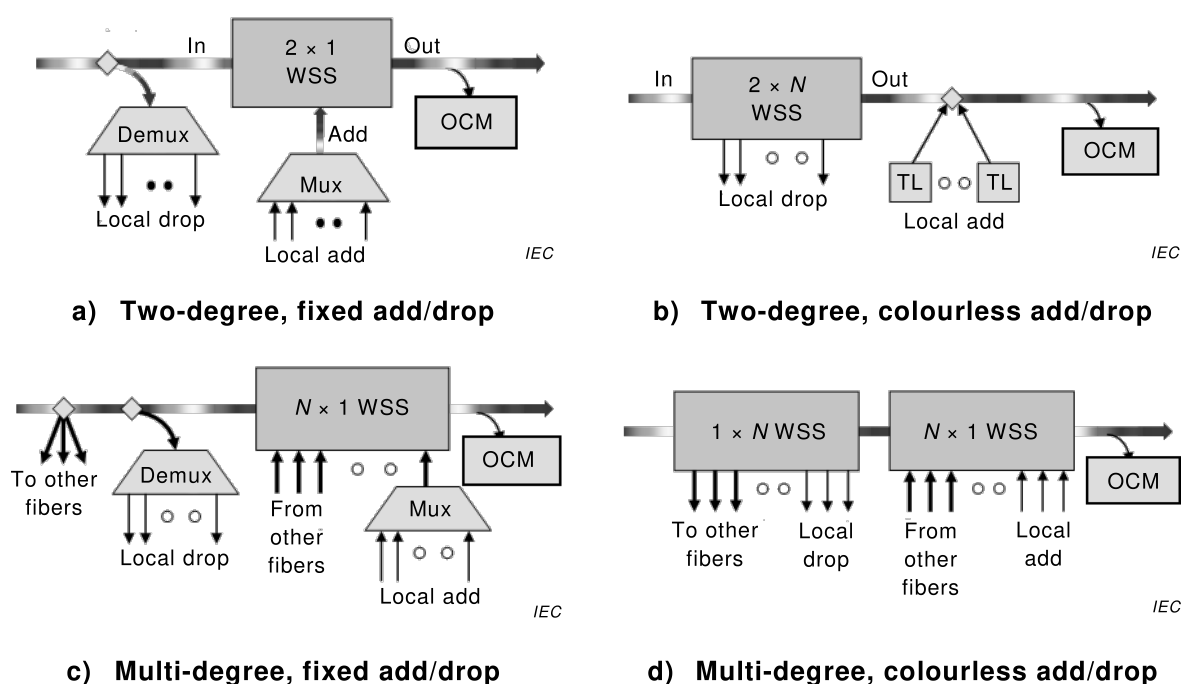 In
2 × 1
WSS
Out
Demux
Add
OCM
Mux
Local drop
Local add
IEC
a) Two-degree, fixed add/drop
In
2 × N
WSS
Out
OCM
TL
TL
Local drop
Local add
IEC
b) Two-degree, colourless add/drop
N × 1 WSS
To other
fibers
Demux
OCM
From
other
fibers
Mux
Local drop
Local add
IEC
c) Multi-degree, fixed add/drop
1 × N WSS
N × 1 WSS
OCM
To other
fibers
Local
drop
From
other
fibers
Local
add
IEC
d) Multi-degree, colourless add/drop